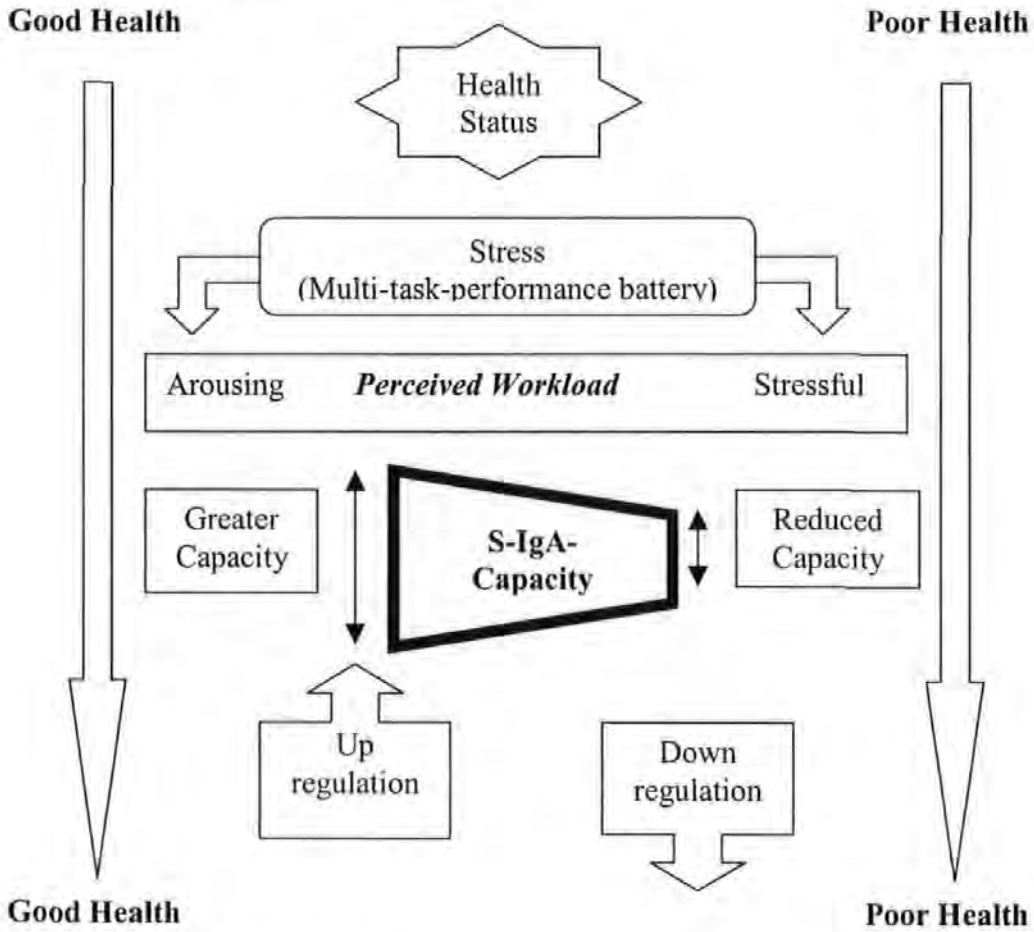 Good Health
Poor Health
Health
Status
Stress
(Multi-task-performance battery)
Arousing
Perceived Workload
Stressful
Greater
Capacity
S-IgA-
Capacity
Reduced
Capacity
Up
regulation
Down
regulation
Good Health
Poor Health